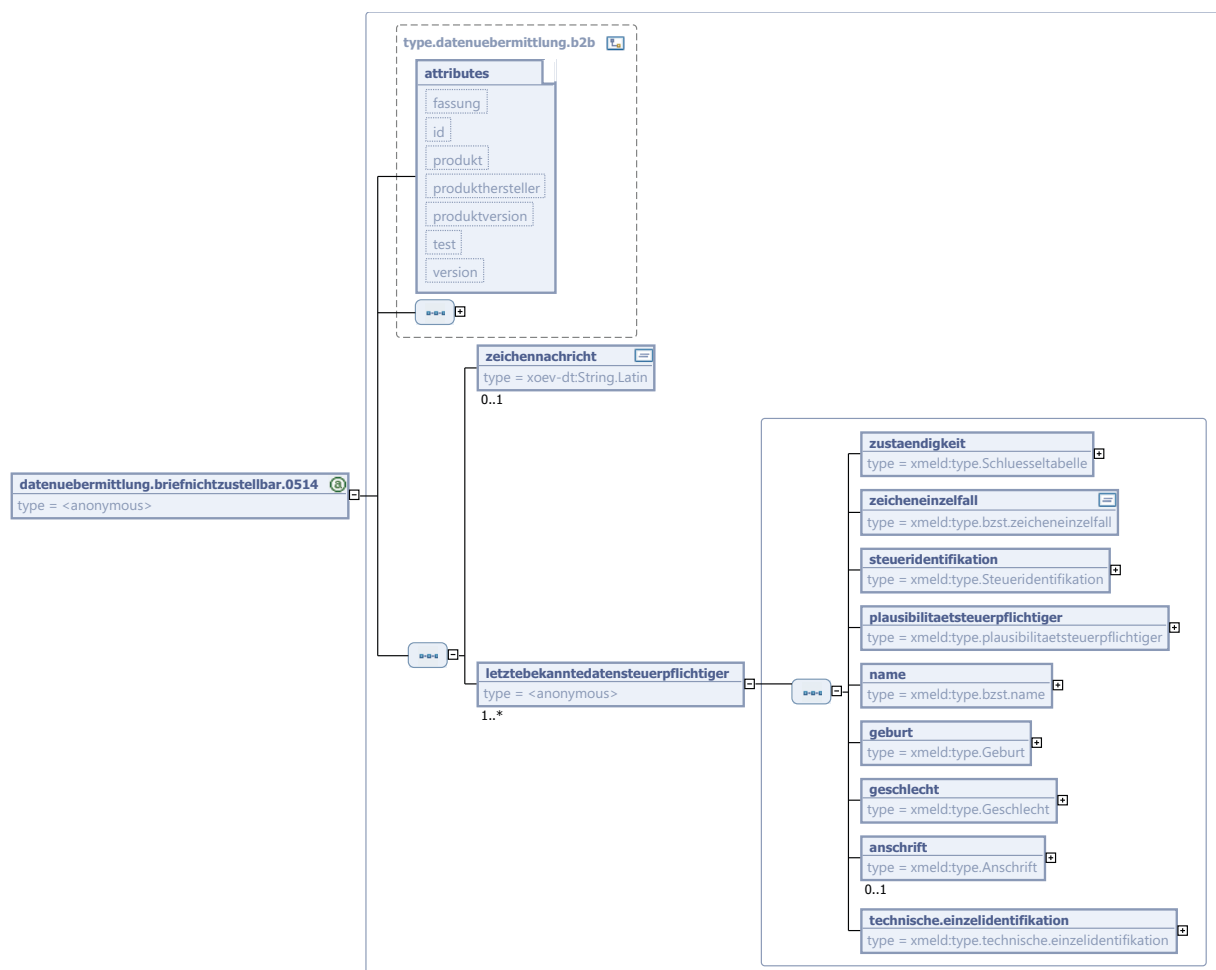 type.datenuebermittlung.b2b
attributes
fassung
id
produkt
produkthersteller
produktversion
test
version
zeichennachricht
type = xoev-dt:String.Latin
0..1
datenuebermittlung.briefnichtzustellbar.0514
type = <anonymous>
letztebekanntedatensteuerpflichtiger
type = <anonymous>
1..*
zustaendigkeit
type = xmeld:type.Schluesseltabelle
zeicheneinzelfall
type = xmeld:type.bzst.zeicheneinzelfall
steueridentifikation
type = xmeld:type.Steueridentifikation
plausibilitaetsteuerpflichtiger
type = xmeld:type.plausibilitaetsteuerpflichtiger
name
type = xmeld:type.bzst.name
geburt
type = xmeld:type.Geburt
geschlecht
type = xmeld:type.Geschlecht
anschrift
type = xmeld:type.Anschrift
0..1
technische.einzelidentifikation
type = xmeld:type.technische.einzelidentifikation